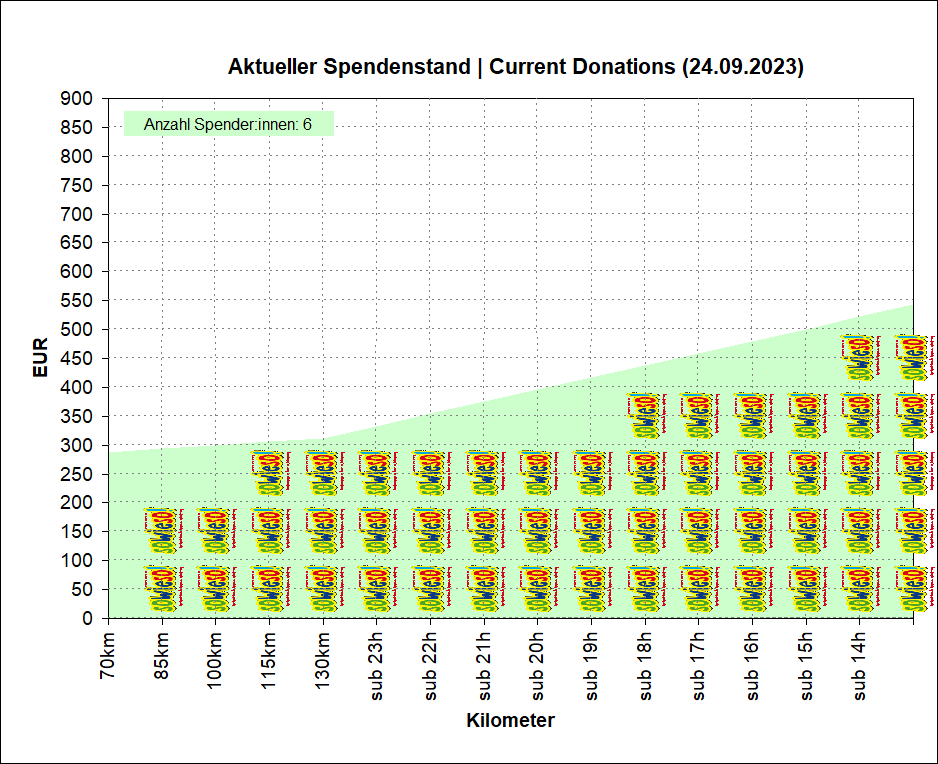 Aktueller Spendenstand | Current Donations (24.09.2023)
Anzahl Spender:innen: 6
900
850
800
750
700
650
600
550
500
450
400
350
300
250
200
150
100
50
0
EUR
70km
85km
100km
115km
130km
sub 23h
sub 22h
sub 21h
sub 20h
sub 19h
sub 18h
sub 17h
sub 16h
sub 15h
sub 14h
Kilometer